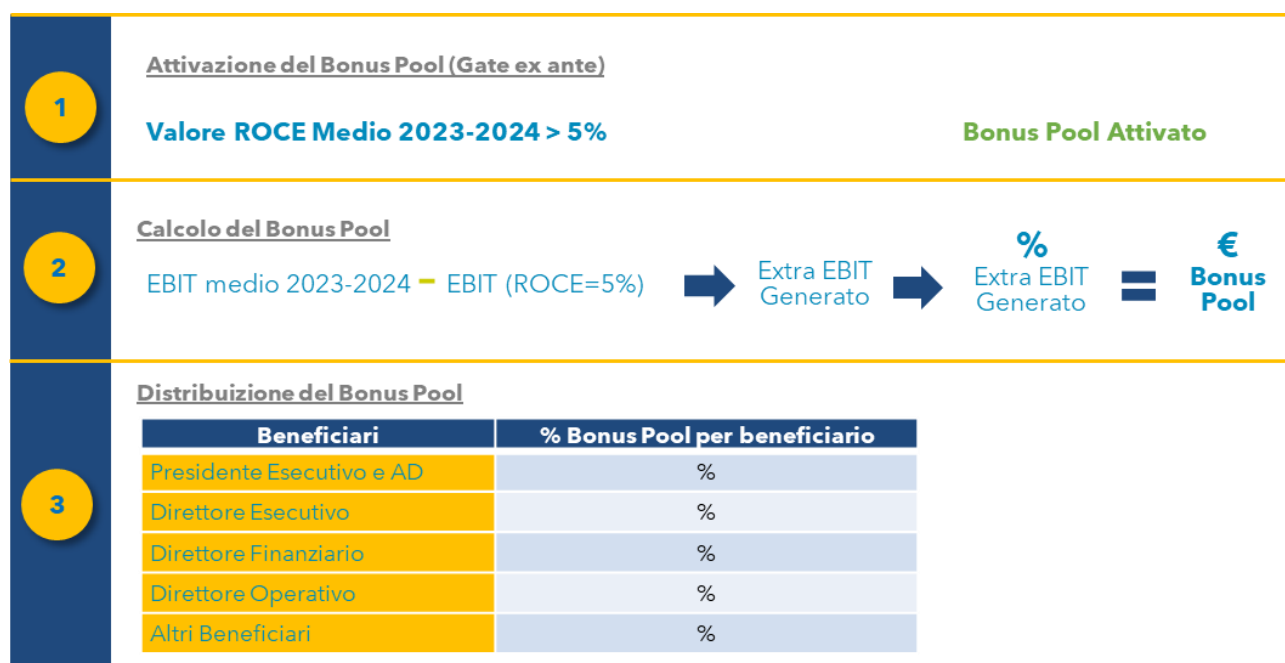 1
Attivazione del Bonus Pool (Gate ex ante)
Valore ROCE Medio 2023-2024 > 5%
Bonus Pool Attivato
2
Calcolo del Bonus Pool
EBIT medio 2023-2024 - EBIT (ROCE=5%)
Extra EBIT
Generato
%
Extra EBIT
Generato
=
€
Bonus
Pool
3
Distribuizione del Bonus Pool
Beneficiari % Bonus Pool per beneficiario
Presidente Esecutivo e AD %
Direttore Esecutivo %
Direttore Finanziario %
Direttore Operativo %
Altri Beneficiari %